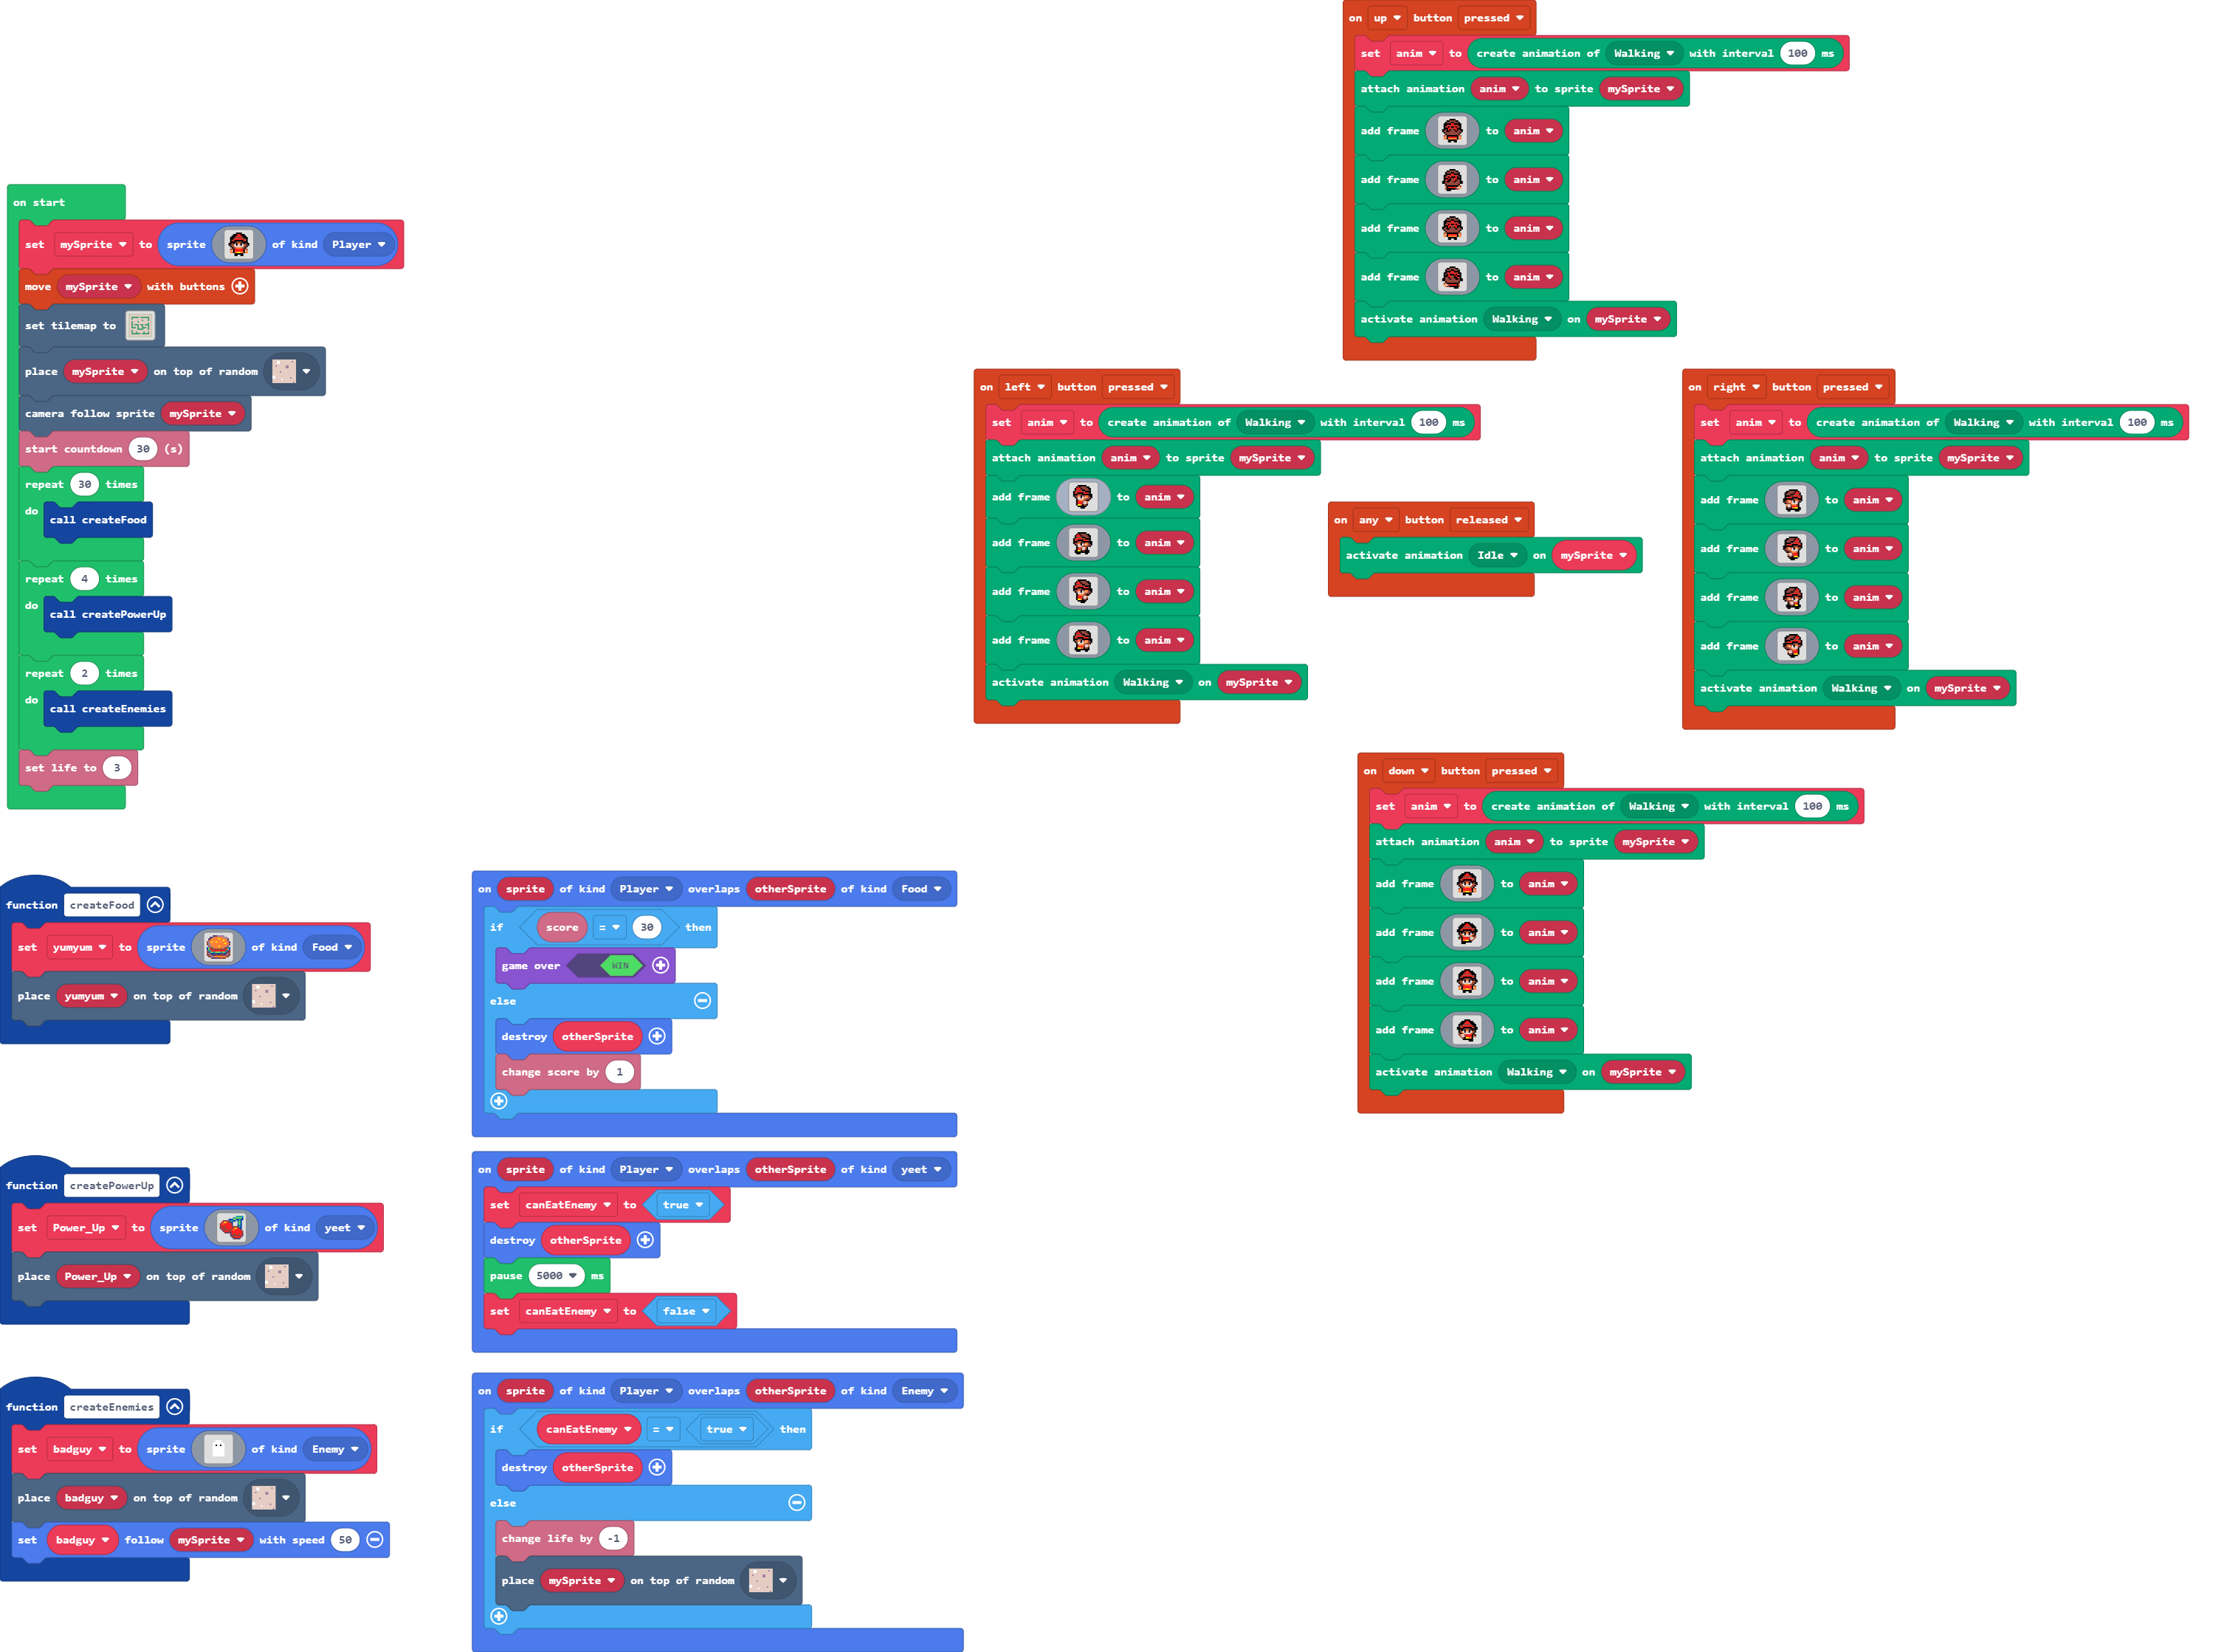 on start
set mySprite to sprite of kind Player
move mySprite with buttons
set tilemap to
place mySprite on top of random
camera follow sprite mySprite
start countdown 30 (s)
repeat 30 times
do
call createFood
repeat 4 times
do
call createPowerUp
repeat 2 times
do
call createEnemies
set life to 3
function createFood
set yumyum to sprite of kind Food
place yumyum on top of random
function createPowerUp
set Power_Up to sprite of kind yeet
place Power_Up on top of random
function createEnemies
set badguy to sprite of kind Enemy
place badguy on top of random
set badguy follow mySprite with speed 50
on sprite of kind Player overlaps otherSprite of kind Food
if score = 30 then
game over WIN
else
destroy otherSprite
change score by 1
on sprite of kind Player overlaps otherSprite of kind yeet
set canEatEnemy to true
destroy otherSprite
pause 5000 ms
set canEatEnemy to false
on sprite of kind Player overlaps otherSprite of kind Enemy
if canEatEnemy = true then
destroy otherSprite
else
change life by -1
place mySprite on top of random
on up button pressed
set anim to create animation of Walking with interval 100 ms
attach animation anim to sprite mySprite
add frame to anim
add frame to anim
add frame to anim
add frame to anim
activate animation Walking on mySprite
on left button pressed
set anim to create animation of Walking with interval 100 ms
attach animation anim to sprite mySprite
add frame to anim
add frame to anim
add frame to anim
add frame to anim
activate animation Walking on mySprite
on any button released
activate animation Idle on mySprite
on right button pressed
set anim to create animation of Walking with interval 100 ms
attach animation anim to sprite mySprite
add frame to anim
add frame to anim
add frame to anim
add frame to anim
activate animation Walking on mySprite
on down button pressed
set anim to create animation of Walking with interval 100 ms
attach animation anim to sprite mySprite
add frame to anim
add frame to anim
add frame to anim
add frame to anim
activate animation Walking on mySprite